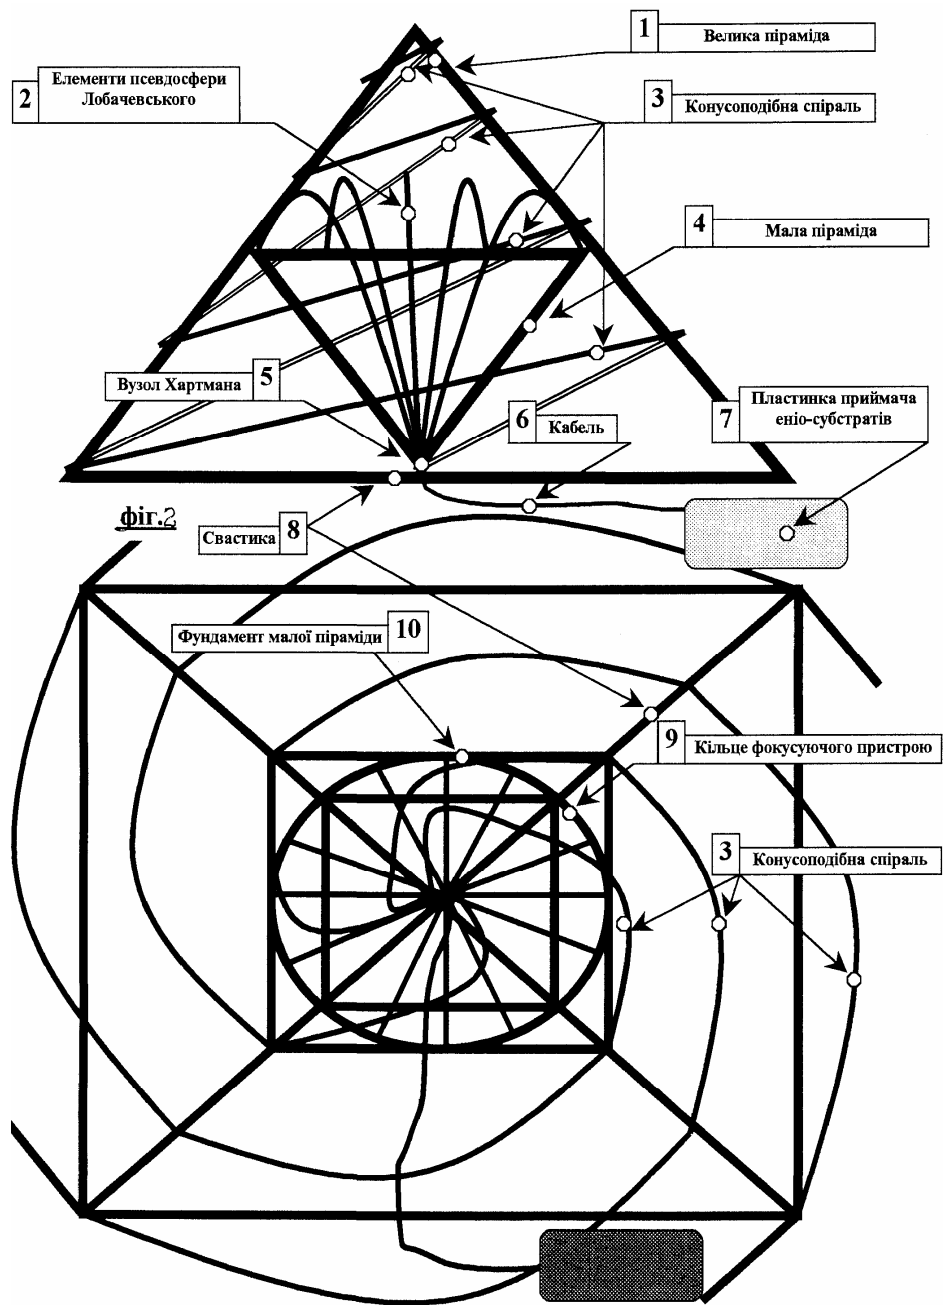 1 Велика піраміда
2 Елементи псевдосфери
Лобачевського
3 Конусоподібна спіраль
4 Мала піраміда
Вузол Хартмана 5
6 Кабель
7 Пластинка приймача
еніо-субстратів
фіг.2
Свастика 8
Фундамент малої піраміди 10
9 Кільце фокусуючого пристрою
3 Конусоподібна спіраль